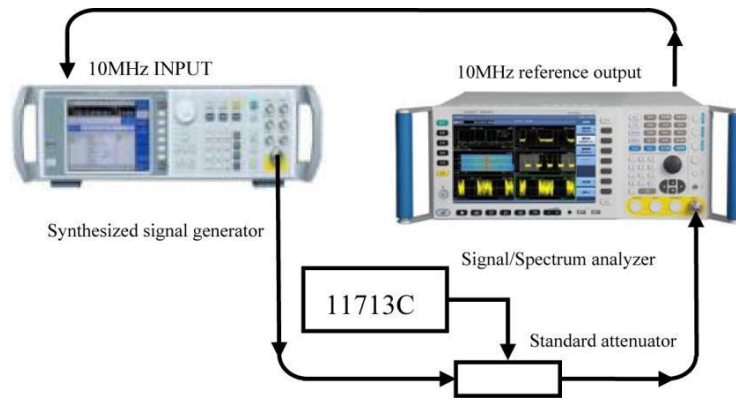 10MHz INPUT
10MHz reference output
Synthesized signal generator
Signal/Spectrum analyzer
11713C
Standard attenuator